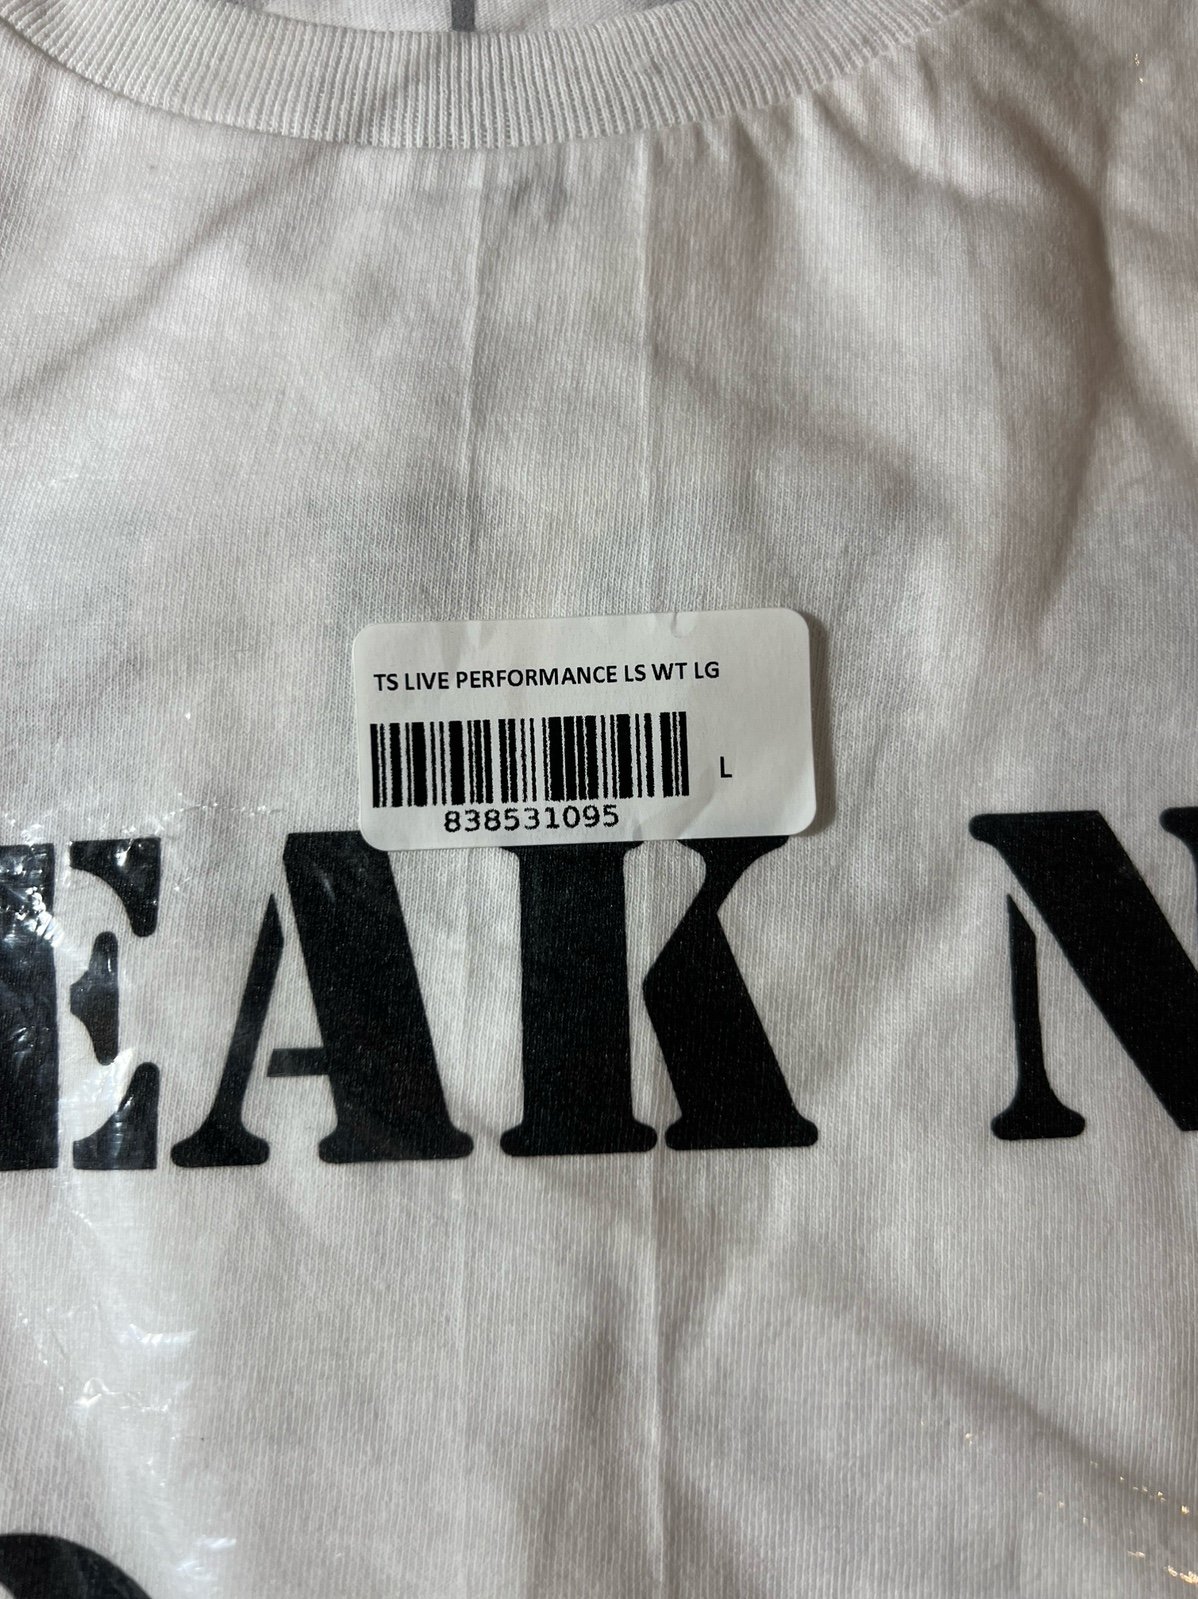 TS LIVE PERFORMANCE LS WT LG
L
838531095
EAK N